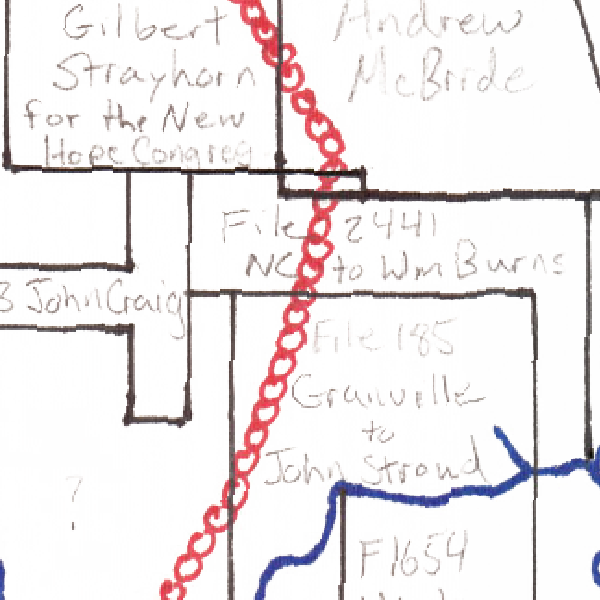 Gilbert
Strayhorn
for the New
Hope Congreg
Andrew
McBride
File 2441
NC to Wm Burns
3 John Craig
File 185
Granville
to
John Stroud
?
F1654